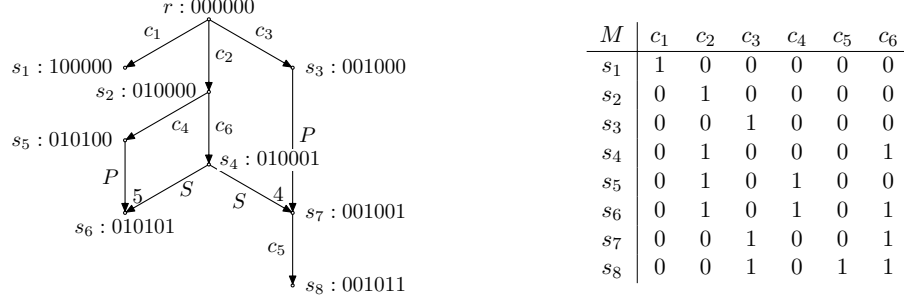 r : 000000
c₁
c₂
c₃
s₁ : 100000
s₃ : 001000
s₂ : 010000
c₄
c₆
s₅ : 010100
P
P
s₄ : 010001
S
S
5
4
s₆ : 010101
s₇ : 001001
c₅
s₈ : 001011
M c₁ c₂ c₃ c₄ c₅ c₆
s₁ 1 0 0 0 0 0
s₂ 0 1 0 0 0 0
s₃ 0 0 1 0 0 0
s₄ 0 1 0 0 0 1
s₅ 0 1 0 1 0 0
s₆ 0 1 0 1 0 1
s₇ 0 0 1 0 0 1
s₈ 0 0 1 0 1 1